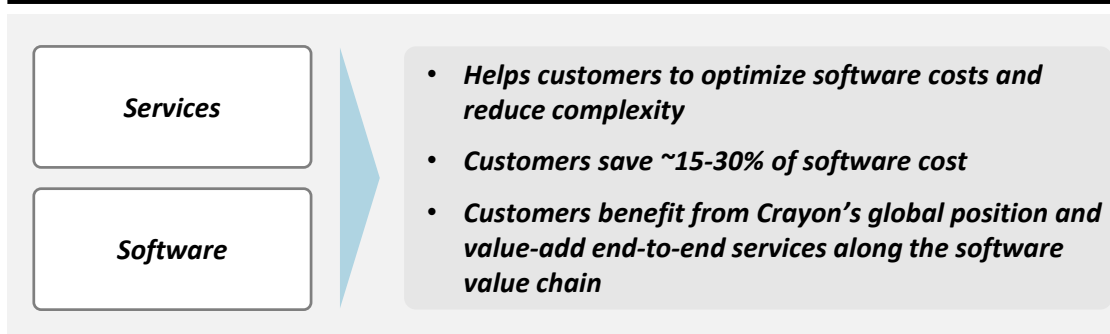 Services
Software
• Helps customers to optimize software costs and
reduce complexity
• Customers save ~15-30% of software cost
• Customers benefit from Crayon’s global position and
value-add end-to-end services along the software
value chain